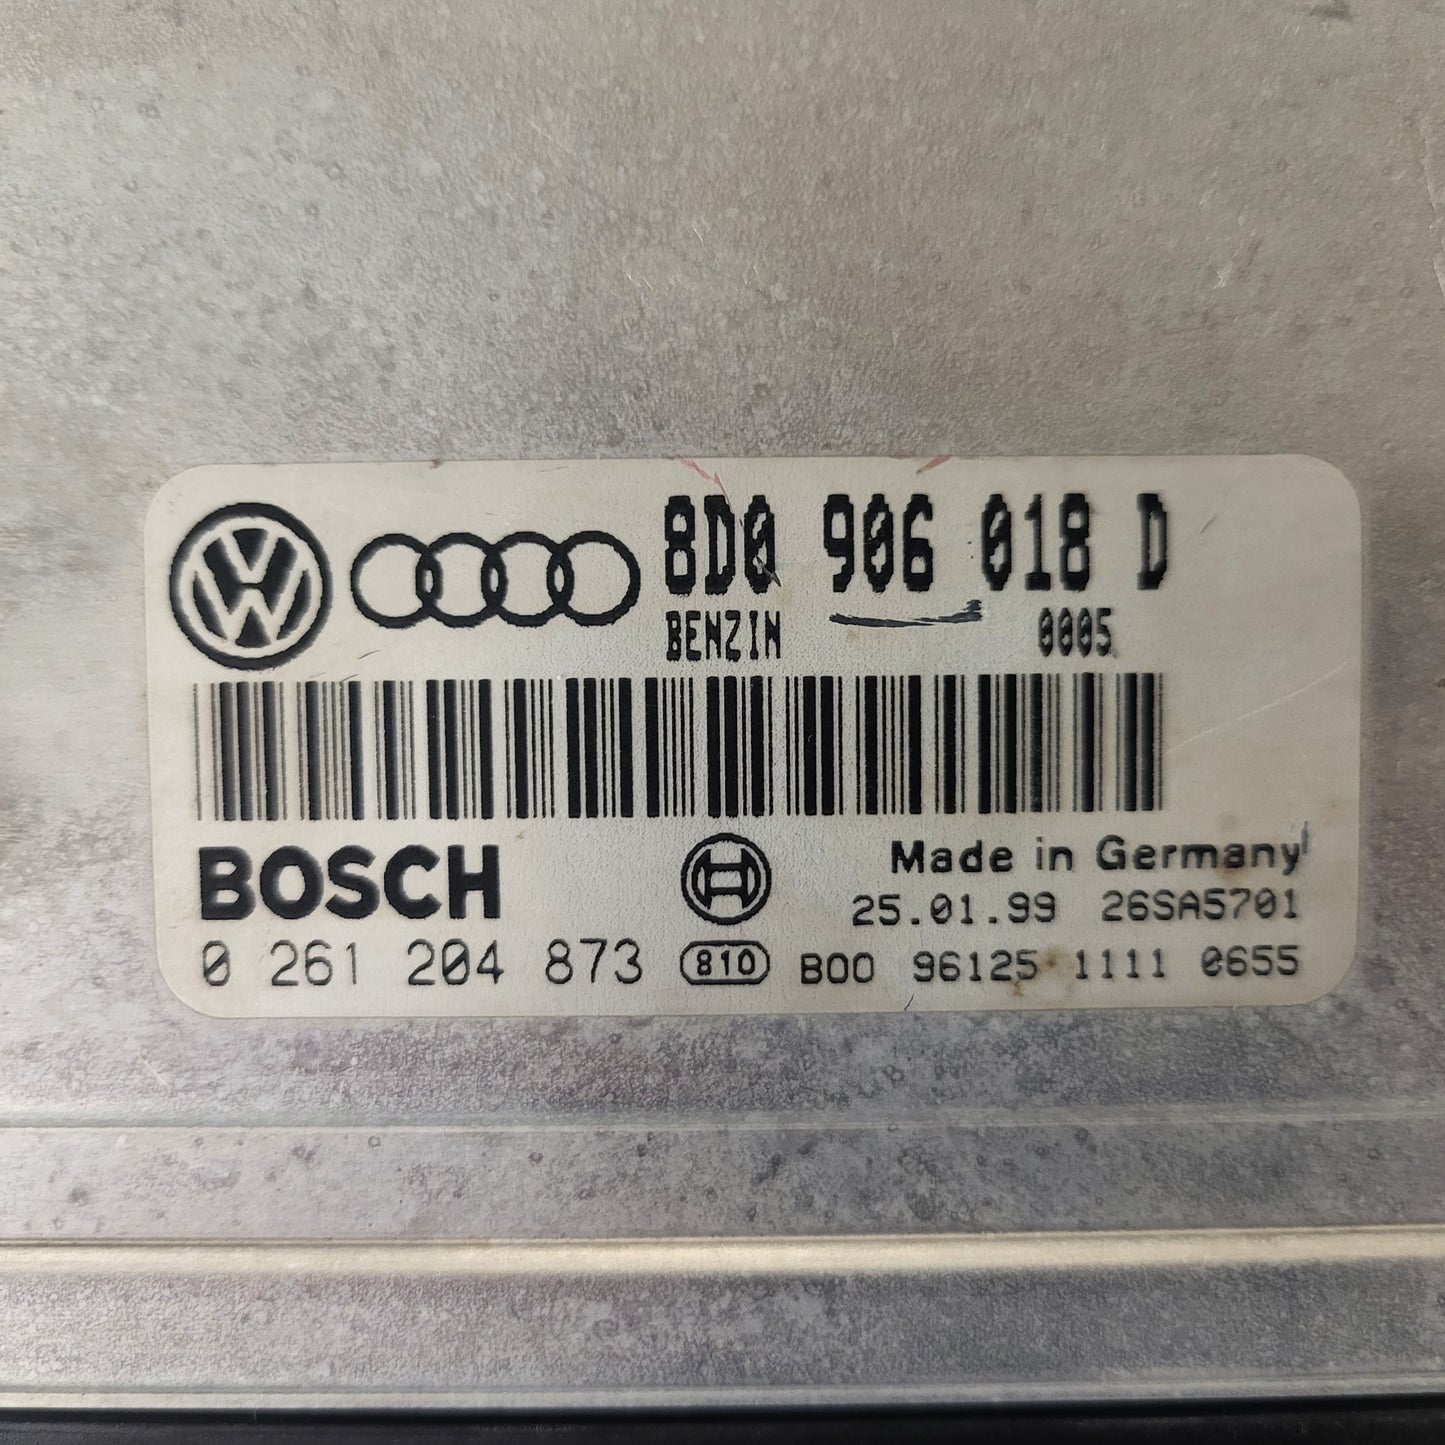 8D0 906 018 D
BENZIN 0005
BOSCH
Made in Germany
25.01.99 26SA5701
0 261 204 873 810 B00 96125 1111 0655